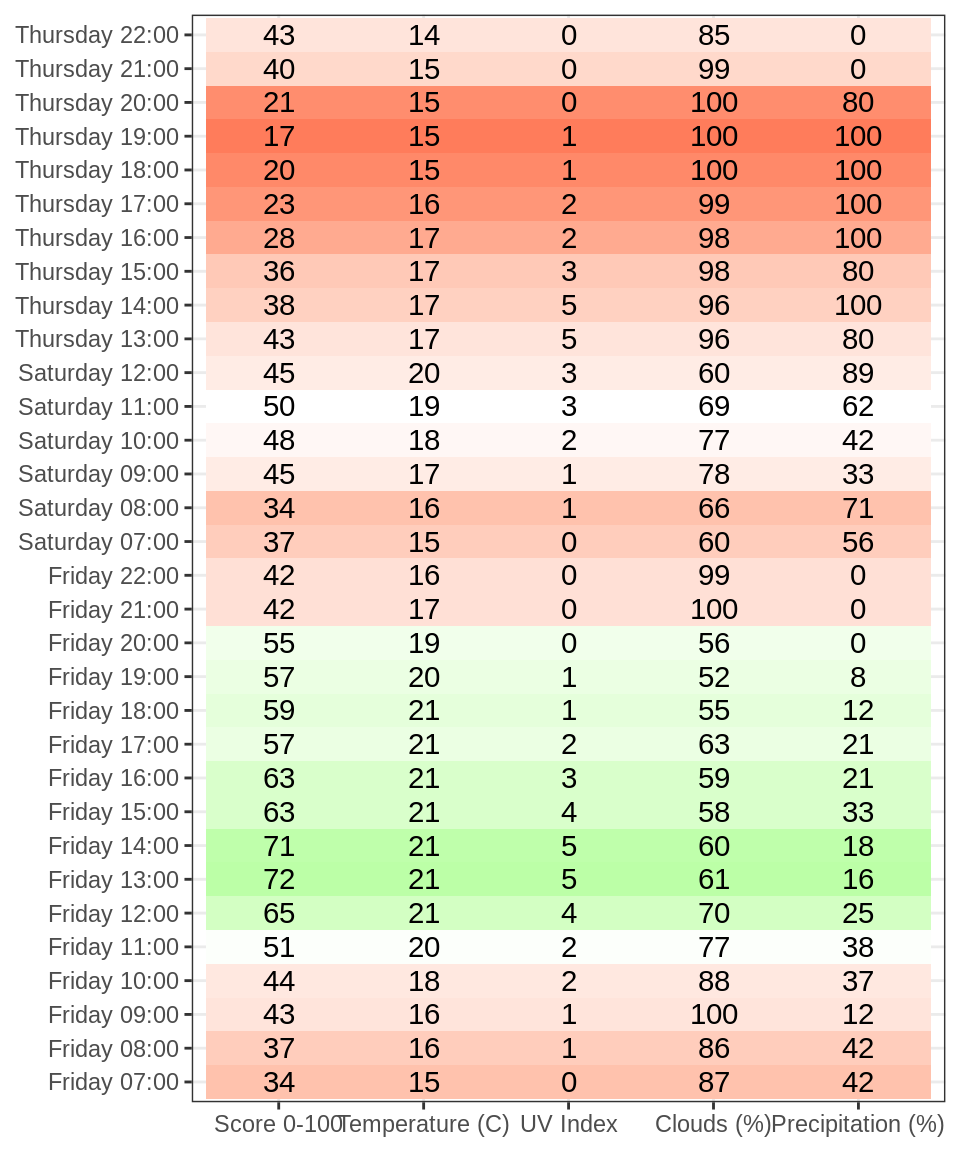 Thursday 22:00 43 14 0 85 0
Thursday 21:00 40 15 0 99 0
Thursday 20:00 21 15 0 100 80
Thursday 19:00 17 15 1 100 100
Thursday 18:00 20 15 1 100 100
Thursday 17:00 23 16 2 99 100
Thursday 16:00 28 17 2 98 100
Thursday 15:00 36 17 3 98 80
Thursday 14:00 38 17 5 96 100
Thursday 13:00 43 17 5 96 80
Saturday 12:00 45 20 3 60 89
Saturday 11:00 50 19 3 69 62
Saturday 10:00 48 18 2 77 42
Saturday 09:00 45 17 1 78 33
Saturday 08:00 34 16 1 66 71
Saturday 07:00 37 15 0 60 56
Friday 22:00 42 16 0 99 0
Friday 21:00 42 17 0 100 0
Friday 20:00 55 19 0 56 0
Friday 19:00 57 20 1 52 8
Friday 18:00 59 21 1 55 12
Friday 17:00 57 21 2 63 21
Friday 16:00 63 21 3 59 21
Friday 15:00 63 21 4 58 33
Friday 14:00 71 21 5 60 18
Friday 13:00 72 21 5 61 16
Friday 12:00 65 21 4 70 25
Friday 11:00 51 20 2 77 38
Friday 10:00 44 18 2 88 37
Friday 09:00 43 16 1 100 12
Friday 08:00 37 16 1 86 42
Friday 07:00 34 15 0 87 42
Score 0-100 Temperature (C) UV Index Clouds (%) Precipitation (%)